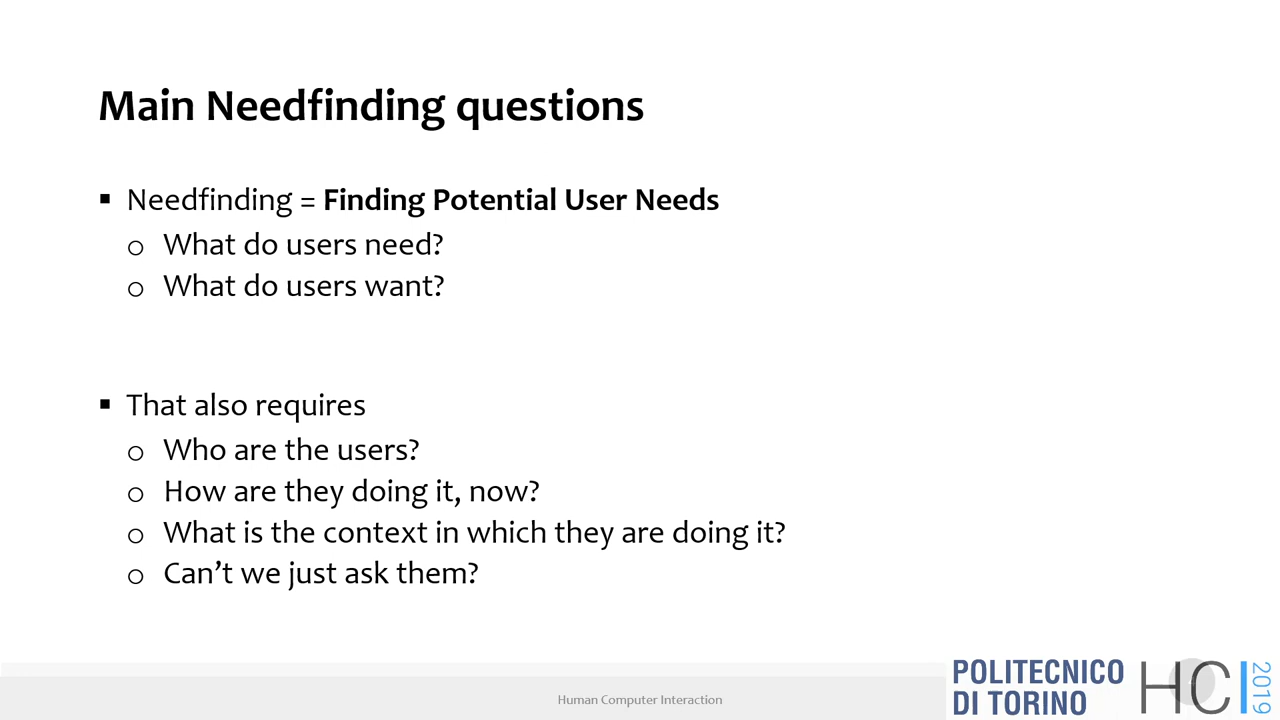 Main Needfinding questions
▪ Needfinding = Finding Potential User Needs
o What do users need?
o What do users want?
▪ That also requires
o Who are the users?
o How are they doing it, now?
o What is the context in which they are doing it?
o Can’t we just ask them?
Human Computer Interaction
POLITECNICO
DI TORINO
HCI
2019